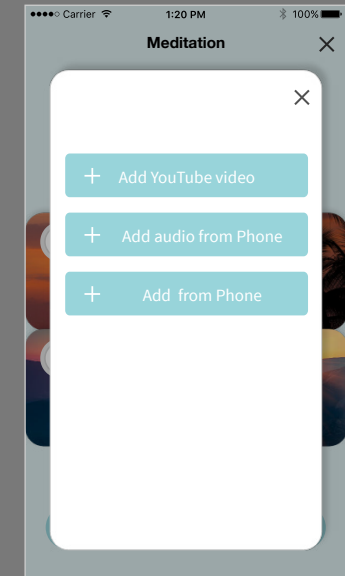 Carrier 1:20 PM 100%
Meditation
Add YouTube video
Add audio from Phone
Add from Phone